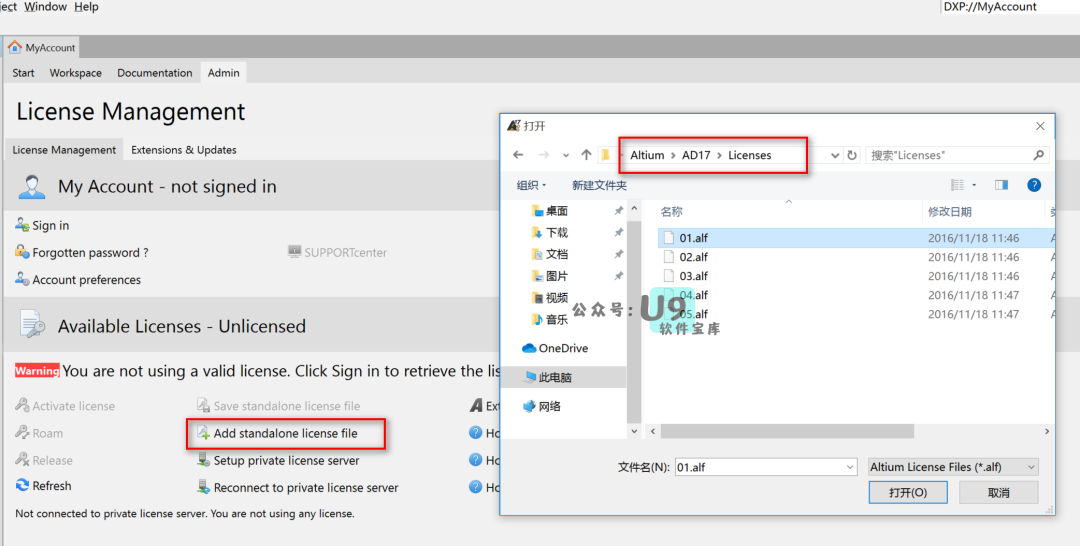 ject Window Help
DXP://MyAccount
MyAccount
Start Workspace Documentation Admin
License Management
License Management Extensions & Updates
My Account - not signed in
Sign in
Forgotten password ?
SUPPORTcenter
Account preferences
Available Licenses - Unlicensed
Warning You are not using a valid license. Click Sign in to retrieve the lis
Activate license
Save standalone license file
Ext
Roam
Add standalone license file
Ho
Release
Setup private license server
Ho
Refresh
Reconnect to private license server
Ho
Not connected to private license server. You are not using any license.
打开
Altium > AD17 > Licenses
搜索"Licenses"
组织
新建文件夹
桌面
下载
文档
图片
视频
音乐
OneDrive
此电脑
网络
名称 修改日期
01.alf 2016/11/18 11:46
02.alf 2016/11/18 11:46
03.alf 2016/11/18 11:46
04.alf 2016/11/18 11:47
05.alf 2016/11/18 11:47
公众号: U9
软件宝库
文件名(N): 01.alf
Altium License Files (*.alf)
打开(O) 取消